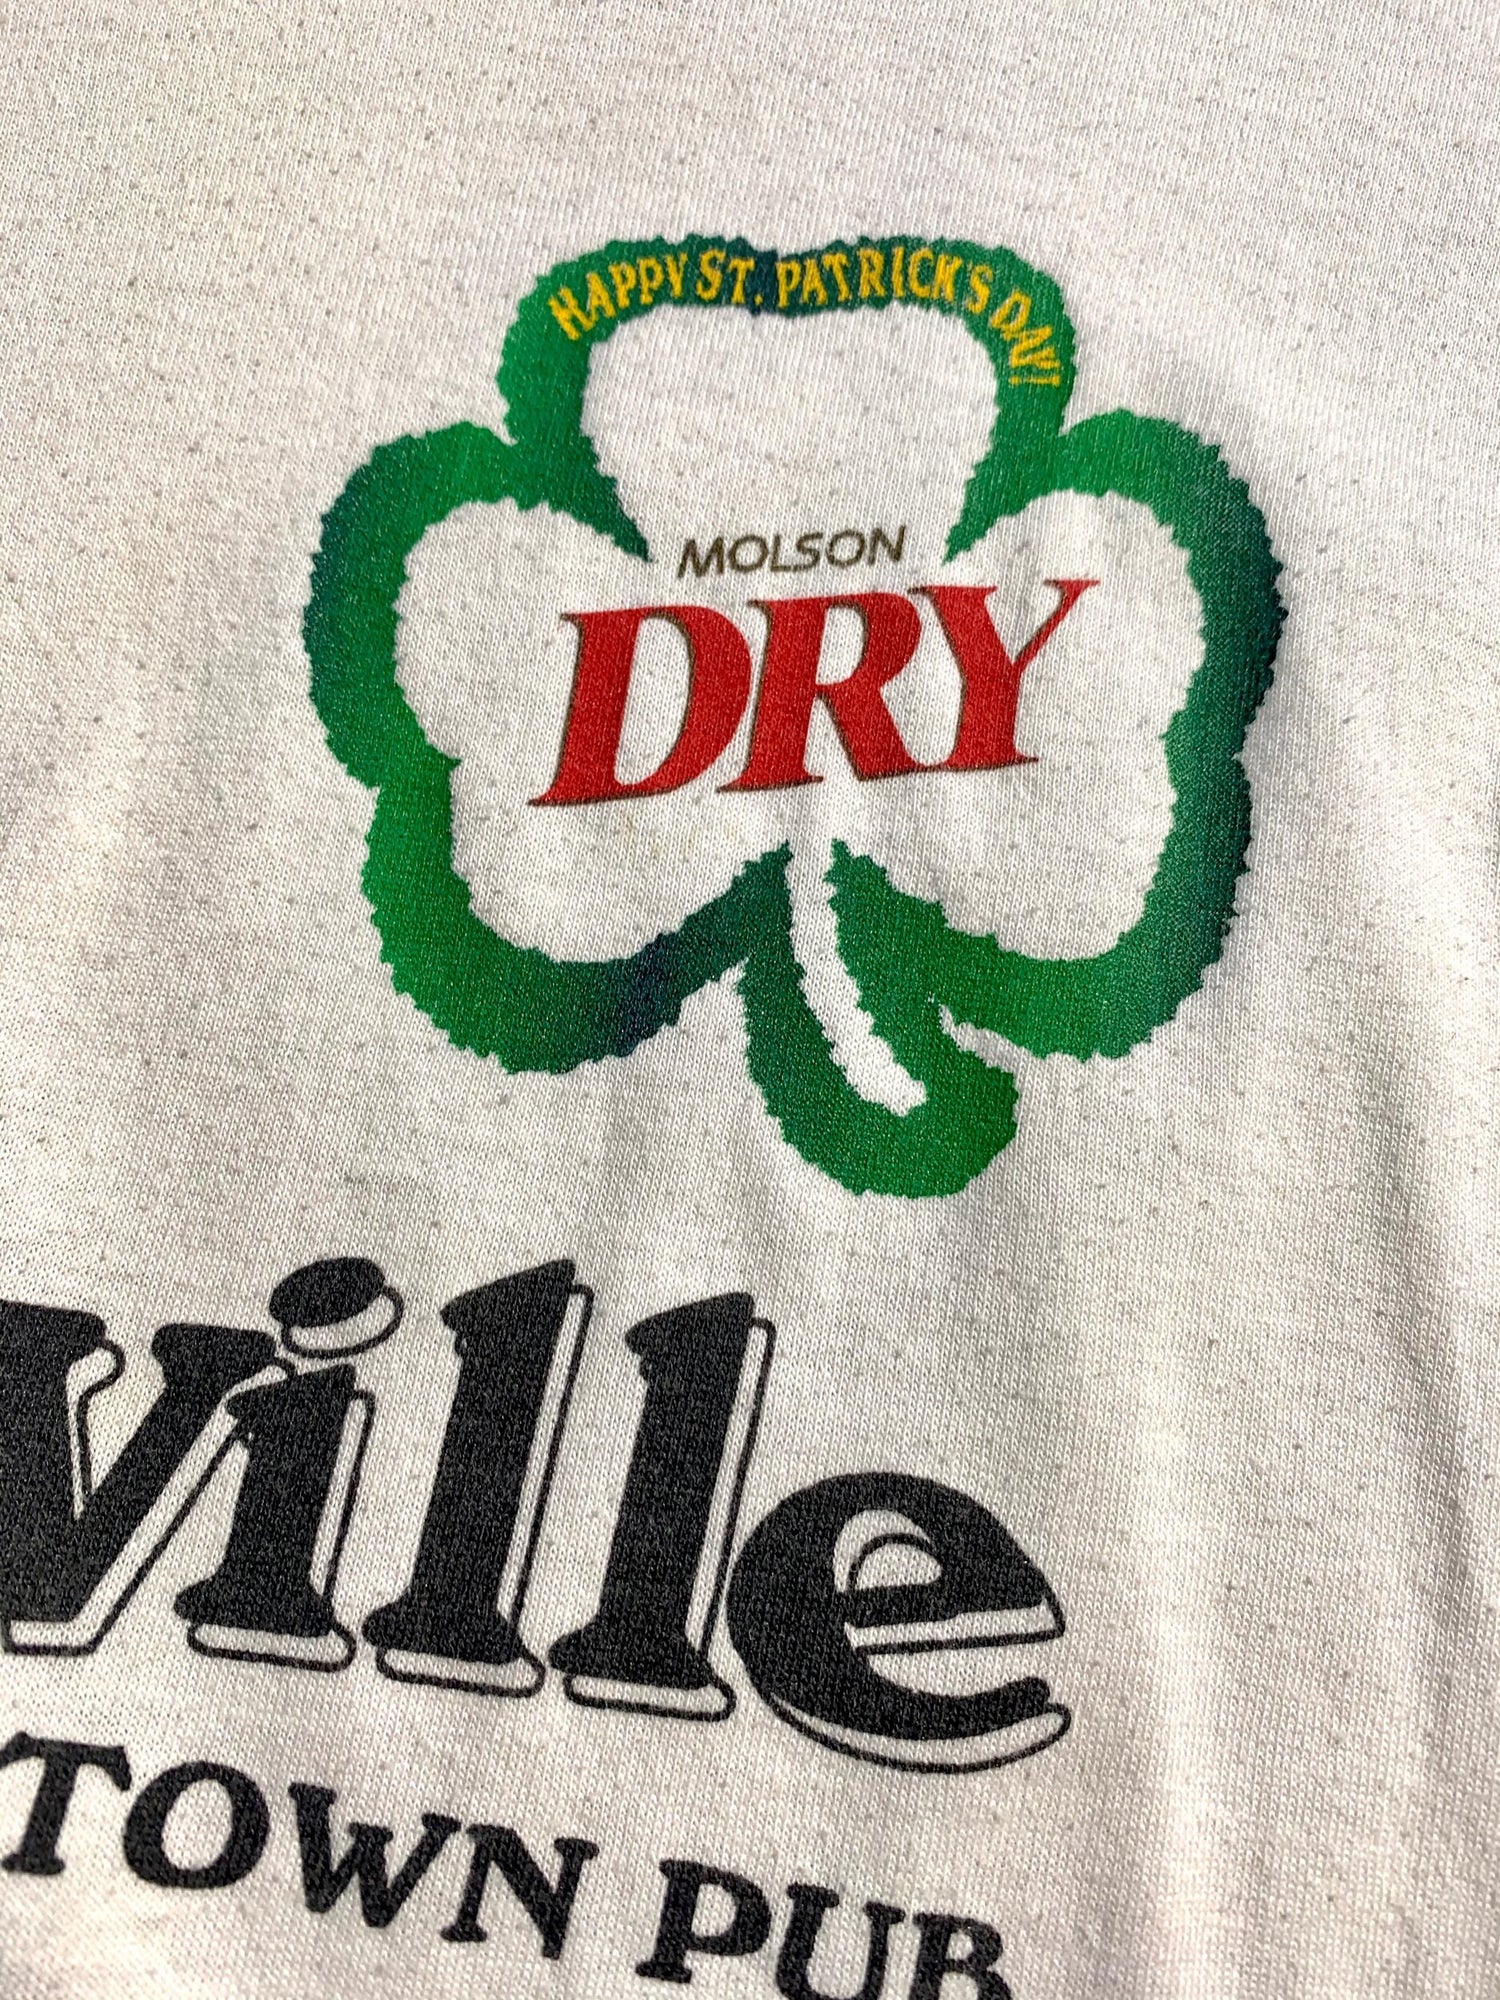 HAPPY ST. PATRICK'S DAY!
MOLSON
DRY
ville
TOWN PUB